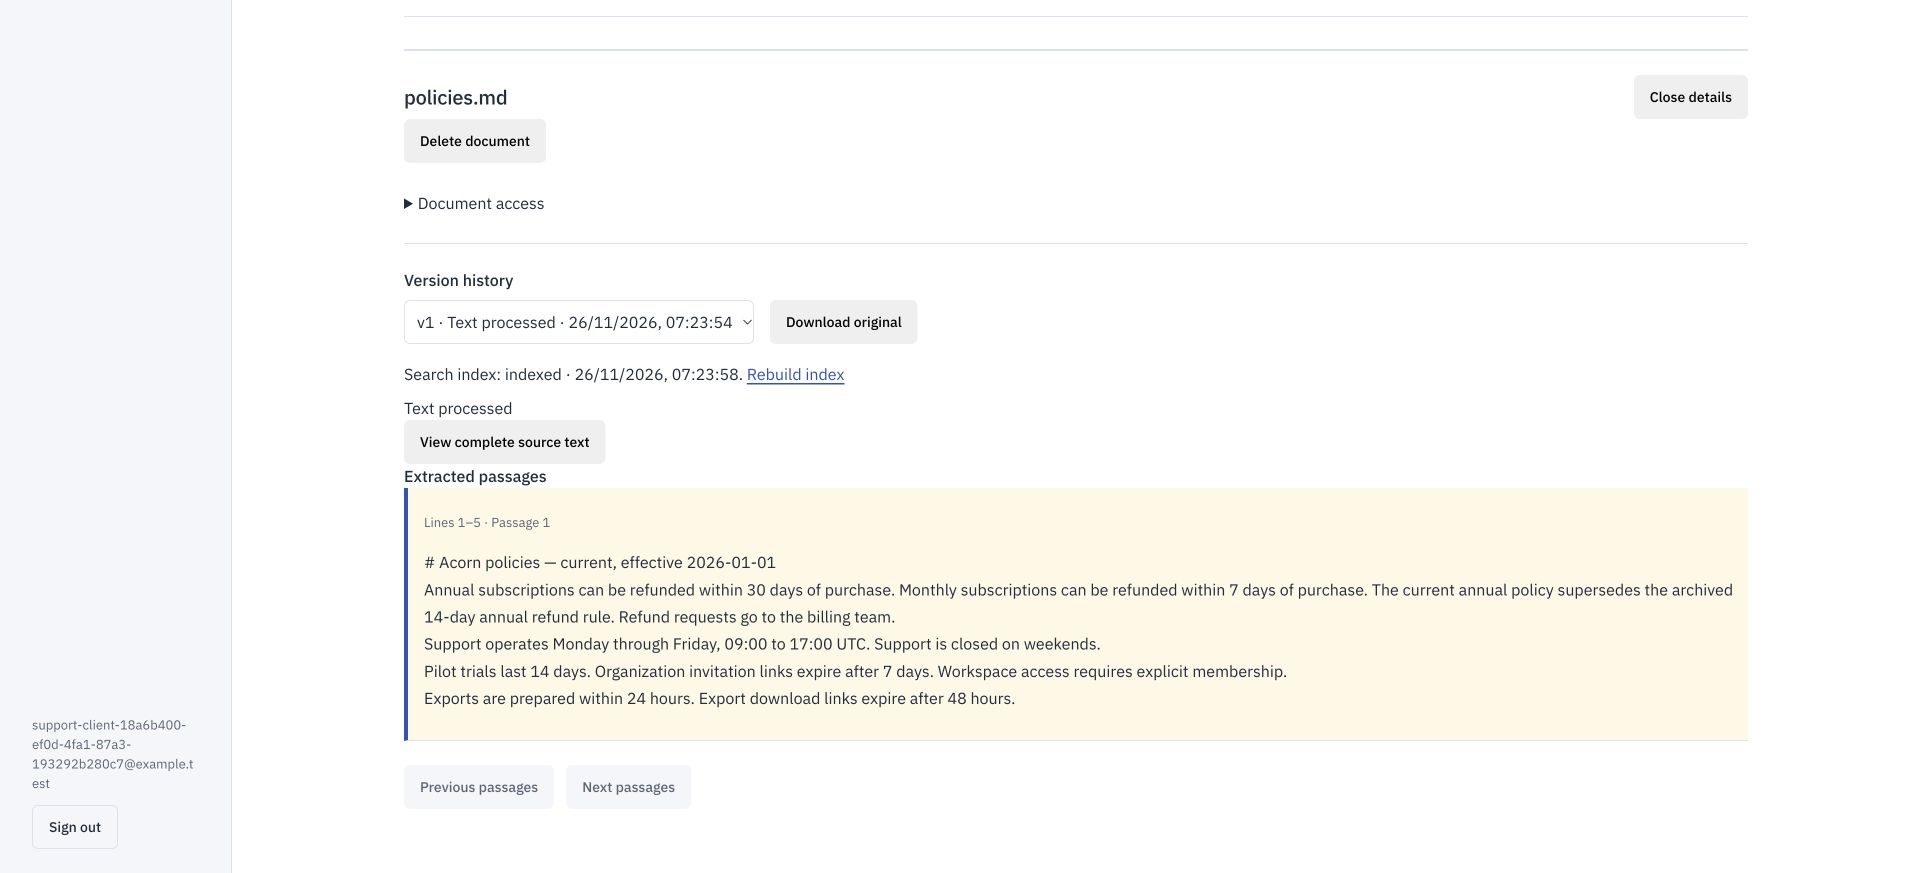 policies.md
Close details
Delete document
Document access
Version history
v1 · Text processed · 26/11/2026, 07:23:54
Download original
Search index: indexed · 26/11/2026, 07:23:58. Rebuild index
Text processed
View complete source text
Extracted passages
Lines 1–5 · Passage 1
# Acorn policies — current, effective 2026-01-01
Annual subscriptions can be refunded within 30 days of purchase. Monthly subscriptions can be refunded within 7 days of purchase. The current annual policy supersedes the archived
14-day annual refund rule. Refund requests go to the billing team.
Support operates Monday through Friday, 09:00 to 17:00 UTC. Support is closed on weekends.
Pilot trials last 14 days. Organization invitation links expire after 7 days. Workspace access requires explicit membership.
Exports are prepared within 24 hours. Export download links expire after 48 hours.
Previous passages
Next passages
support-client-18a6b400-
ef0d-4fa1-87a3-
193292b280c7@example.t
est
Sign out